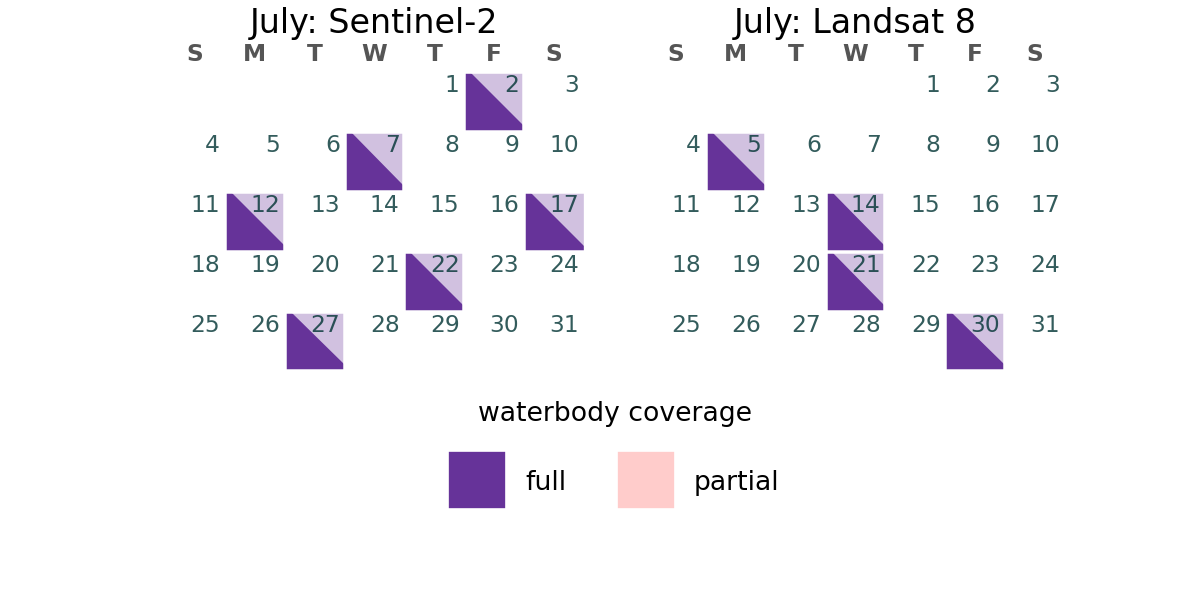 July: Sentinel-2
S M T W T F S
1 2 3
4 5 6 7 8 9 10
11 12 13 14 15 16 17
18 19 20 21 22 23 24
25 26 27 28 29 30 31
July: Landsat 8
S M T W T F S
1 2 3
4 5 6 7 8 9 10
11 12 13 14 15 16 17
18 19 20 21 22 23 24
25 26 27 28 29 30 31
waterbody coverage
full partial